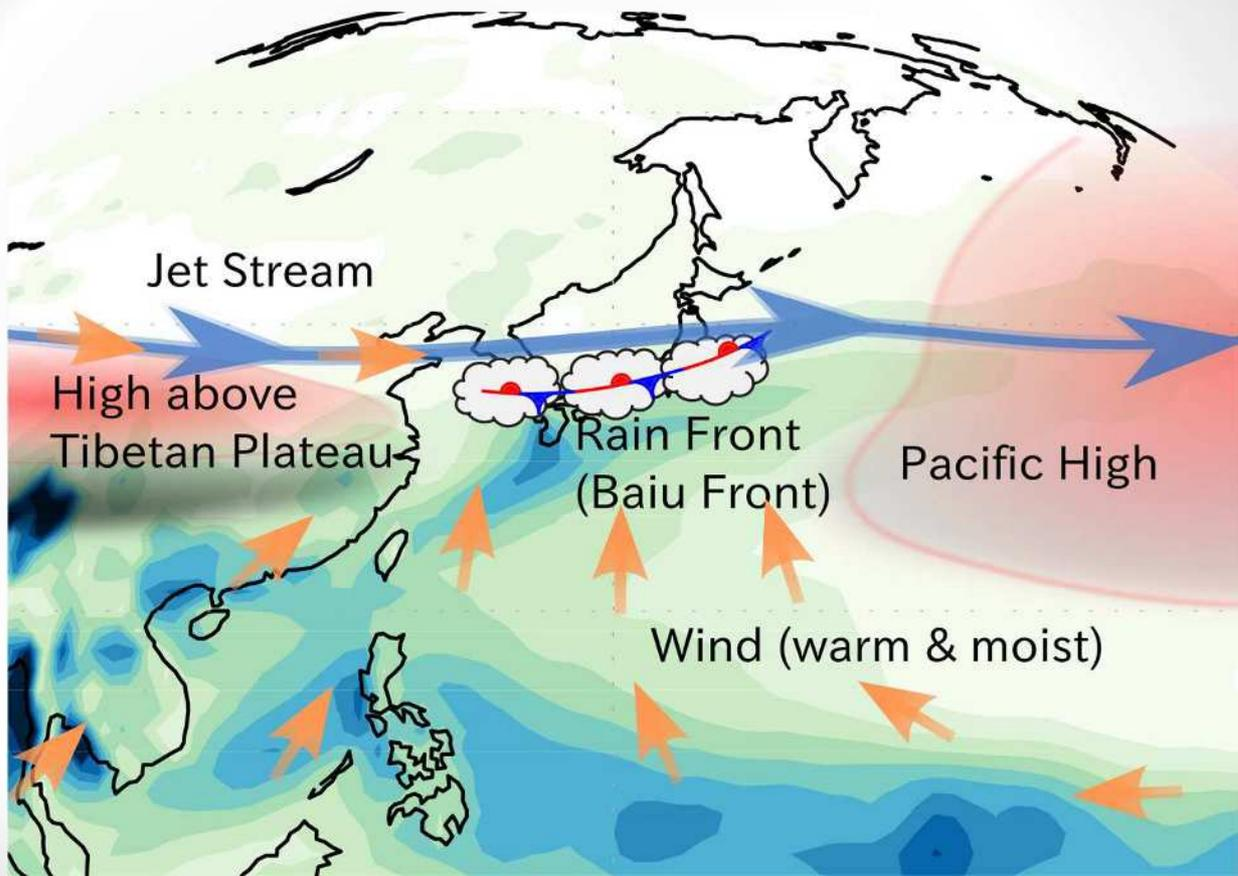 Jet Stream
High above
Tibetan Plateau
Rain Front
(Baiu Front)
Pacific High
Wind (warm & moist)